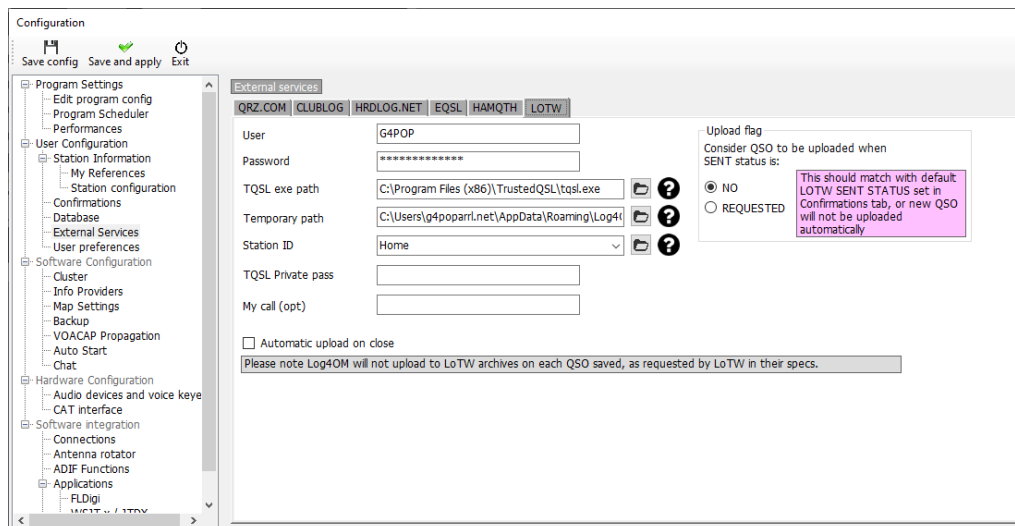 Configuration
Save config Save and apply Exit
Program Settings
Edit program config
Program Scheduler
Performances
User Configuration
Station Information
My References
Station configuration
Confirmations
Database
External Services
User preferences
Software Configuration
Cluster
Info Providers
Map Settings
Backup
VOACAP Propagation
Auto Start
Chat
Hardware Configuration
Audio devices and voice keye
CAT interface
Software integration
Connections
Antenna rotator
ADIF Functions
Applications
FLDigi
WSJT-x / JTDX
External services
QRZ.COM CLUBLOG HRDLOG.NET EQSL HAMQTH LOTW
User G4POP
Password *************
TQSL exe path C:\Program Files (x86)\TrustedQSL\tqsl.exe ?
Temporary path C:\Users\g4poparrl.net\AppData\Roaming\Log4( ?
Station ID Home ?
TQSL Private pass
My call (opt)
Automatic upload on close
Please note Log4OM will not upload to LoTW archives on each QSO saved, as requested by LoTW in their specs.
Upload flag
Consider QSO to be uploaded when
SENT status is:
NO
REQUESTED
This should match with default
LOTW SENT STATUS set in
Confirmations tab, or new QSO
will not be uploaded
automatically